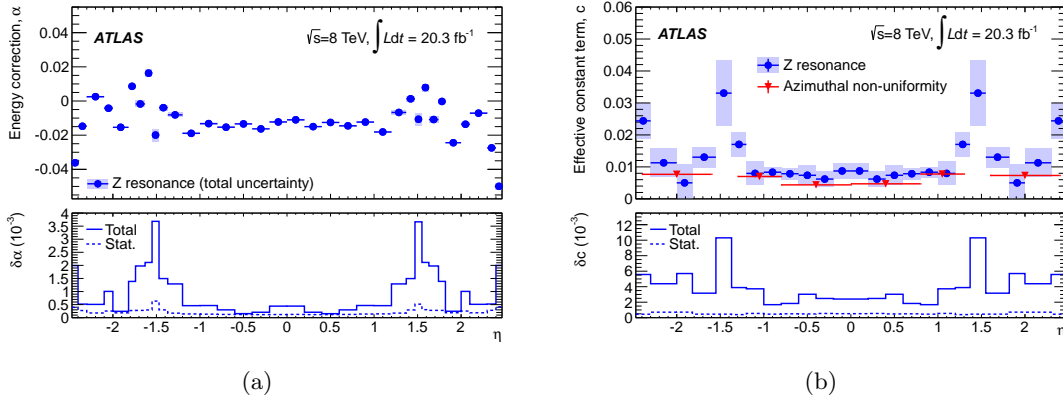 Energy correction, α
0.04
0.02
0
-0.02
-0.04
ATLAS
√s=8 TeV, ∫Ldt = 20.3 fb⁻¹
Z resonance (total uncertainty)
δα (10⁻³)
4
3.5
3
2.5
2
1.5
1
0.5
0
Total
Stat.
-2 -1.5 -1 -0.5 0 0.5 1 1.5 2
η
(a)
Effective constant term, c
0.06
0.05
0.04
0.03
0.02
0.01
0
ATLAS
√s=8 TeV, ∫Ldt = 20.3 fb⁻¹
Z resonance
Azimuthal non-uniformity
δc (10⁻³)
12
10
8
6
4
2
0
Total
Stat.
-2 -1.5 -1 -0.5 0 0.5 1 1.5 2
(b)